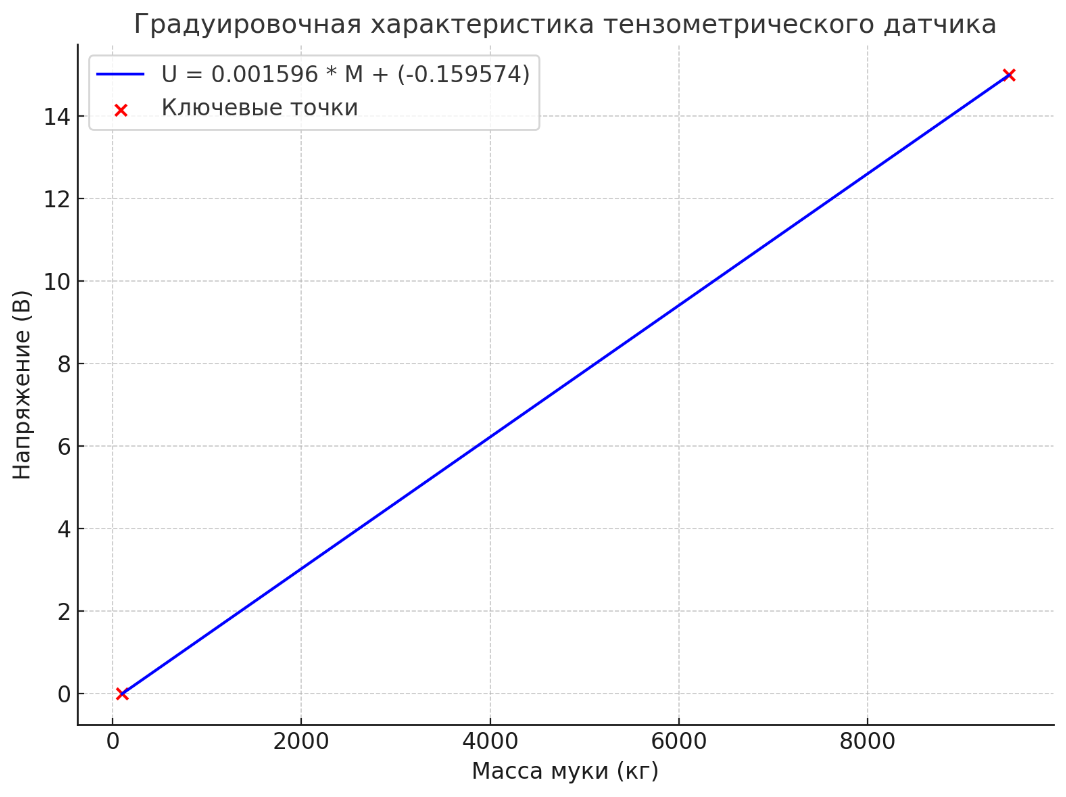 Градуировочная характеристика тензометрического датчика
U = 0.001596 * M + (-0.159574)
Ключевые точки
14
12
10
8
6
4
2
0
Напряжение (В)
0 2000 4000 6000 8000
Масса муки (кг)